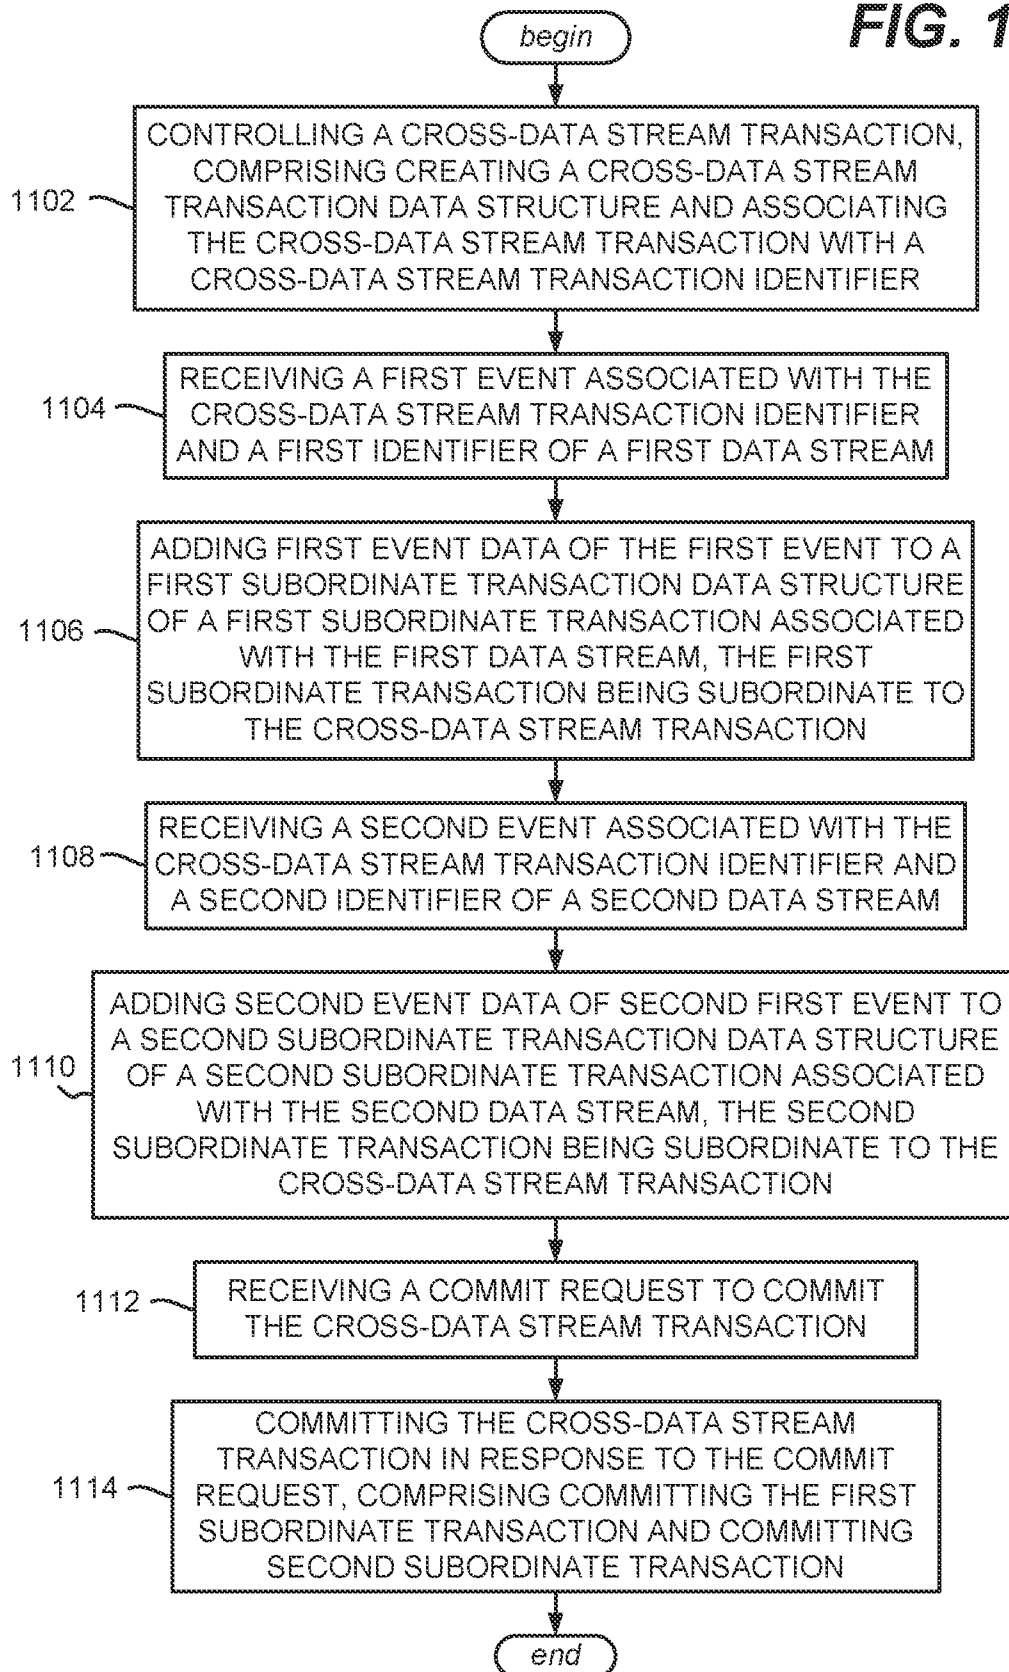 FIG. 1
begin
1102
CONTROLLING A CROSS-DATA STREAM TRANSACTION,
COMPRISING CREATING A CROSS-DATA STREAM
TRANSACTION DATA STRUCTURE AND ASSOCIATING
THE CROSS-DATA STREAM TRANSACTION WITH A
CROSS-DATA STREAM TRANSACTION IDENTIFIER
1104
RECEIVING A FIRST EVENT ASSOCIATED WITH THE
CROSS-DATA STREAM TRANSACTION IDENTIFIER
AND A FIRST IDENTIFIER OF A FIRST DATA STREAM
1106
ADDING FIRST EVENT DATA OF THE FIRST EVENT TO A
FIRST SUBORDINATE TRANSACTION DATA STRUCTURE
OF A FIRST SUBORDINATE TRANSACTION ASSOCIATED
WITH THE FIRST DATA STREAM, THE FIRST
SUBORDINATE TRANSACTION BEING SUBORDINATE TO
THE CROSS-DATA STREAM TRANSACTION
1108
RECEIVING A SECOND EVENT ASSOCIATED WITH THE
CROSS-DATA STREAM TRANSACTION IDENTIFIER AND
A SECOND IDENTIFIER OF A SECOND DATA STREAM
1110
ADDING SECOND EVENT DATA OF SECOND FIRST EVENT TO
A SECOND SUBORDINATE TRANSACTION DATA STRUCTURE
OF A SECOND SUBORDINATE TRANSACTION ASSOCIATED
WITH THE SECOND DATA STREAM, THE SECOND
SUBORDINATE TRANSACTION BEING SUBORDINATE TO THE
CROSS-DATA STREAM TRANSACTION
1112
RECEIVING A COMMIT REQUEST TO COMMIT
THE CROSS-DATA STREAM TRANSACTION
1114
COMMITTING THE CROSS-DATA STREAM
TRANSACTION IN RESPONSE TO THE COMMIT
REQUEST, COMPRISING COMMITTING THE FIRST
SUBORDINATE TRANSACTION AND COMMITTING
SECOND SUBORDINATE TRANSACTION
end